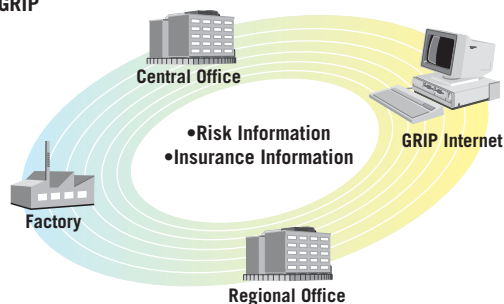 GRIP
Central Office
•Risk Information
•Insurance Information
GRIP Internet
Factory
Regional Office